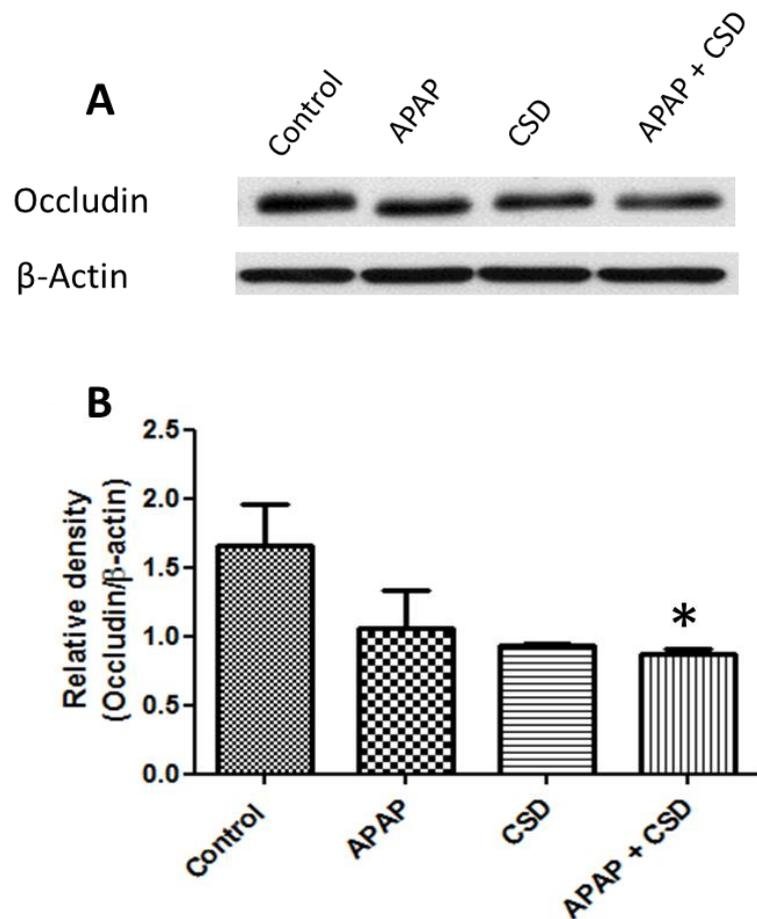 A
Control
APAP
CSD
APAP + CSD
Occludin
β-Actin
B
Relative density
(Occludin/β-actin)
2.5
2.0
1.5
1.0
0.5
0.0
*
Control
APAP
CSD
APAP + CSD